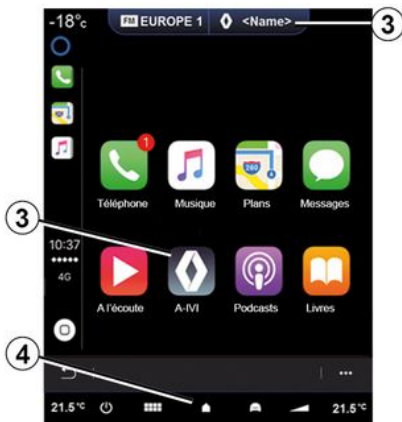 -18°c
FM EUROPE 1
<Name>
3
1
Téléphone
Musique
Plans
Messages
3
10:37
4G
A l'écoute
A-IVI
Podcasts
Livres
4
21.5°C
21.5°C